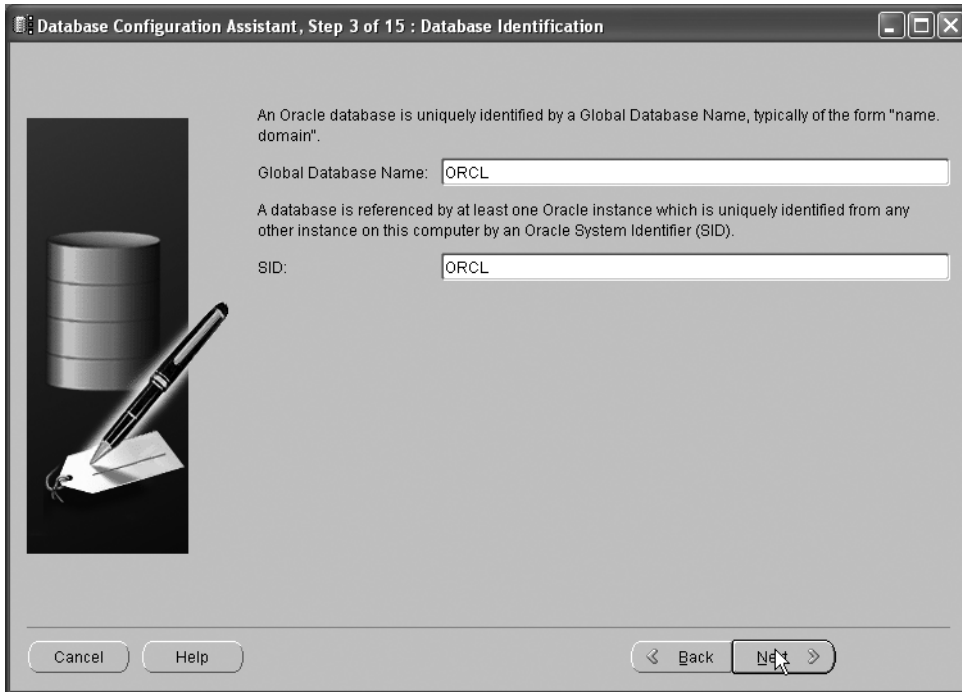 Database Configuration Assistant, Step 3 of 15 : Database Identification
An Oracle database is uniquely identified by a Global Database Name, typically of the form "name.
domain".
Global Database Name: ORCL
A database is referenced by at least one Oracle instance which is uniquely identified from any
other instance on this computer by an Oracle System Identifier (SID).
SID: ORCL
Cancel Help Back Next